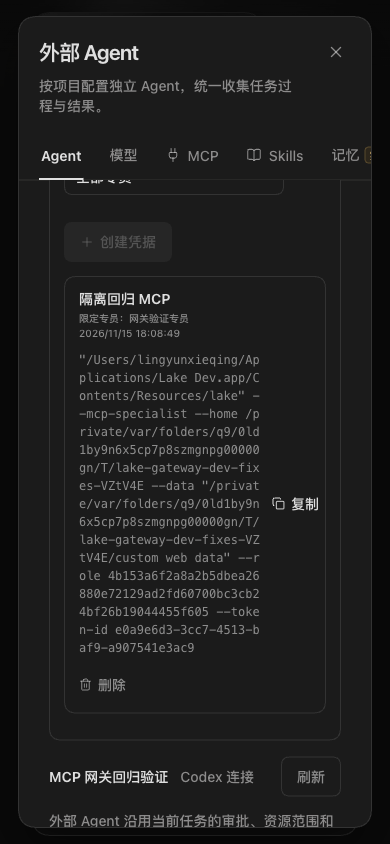 外部 Agent
按项目配置独立 Agent，统一收集任务过
程与结果。
Agent 模型 MCP Skills 记忆
创建凭据
隔离回归 MCP
限定专员：网关验证专员
2026/11/15 18:08:49
"/Users/lingyunxieqing/Ap
plications/Lake Dev.app/C
ontents/Resources/lake" -
-mcp-specialist --home /p
rivate/var/folders/q9/0ld
1by9n6x5cp7p8szmgnpg00000
gn/T/lake-gateway-dev-fix
es-VZtV4E --data "/privat
e/var/folders/q9/0ld1by9n
6x5cp7p8szmgnpg00000gn/T/
lake-gateway-dev-fixes-VZ
tV4E/custom web data" --r
ole 4b153a6f2a8a2b5dbea26
880e72129ad2fd60700bc3cb2
4bf26b19044455f605 --toke
n-id e0a9e6d3-3cc7-4513-b
af9-a907541e3ac9
复制
删除
MCP 网关回归验证 Codex 连接 刷新
外部 Agent 沿用当前任务的审批、资源范围和